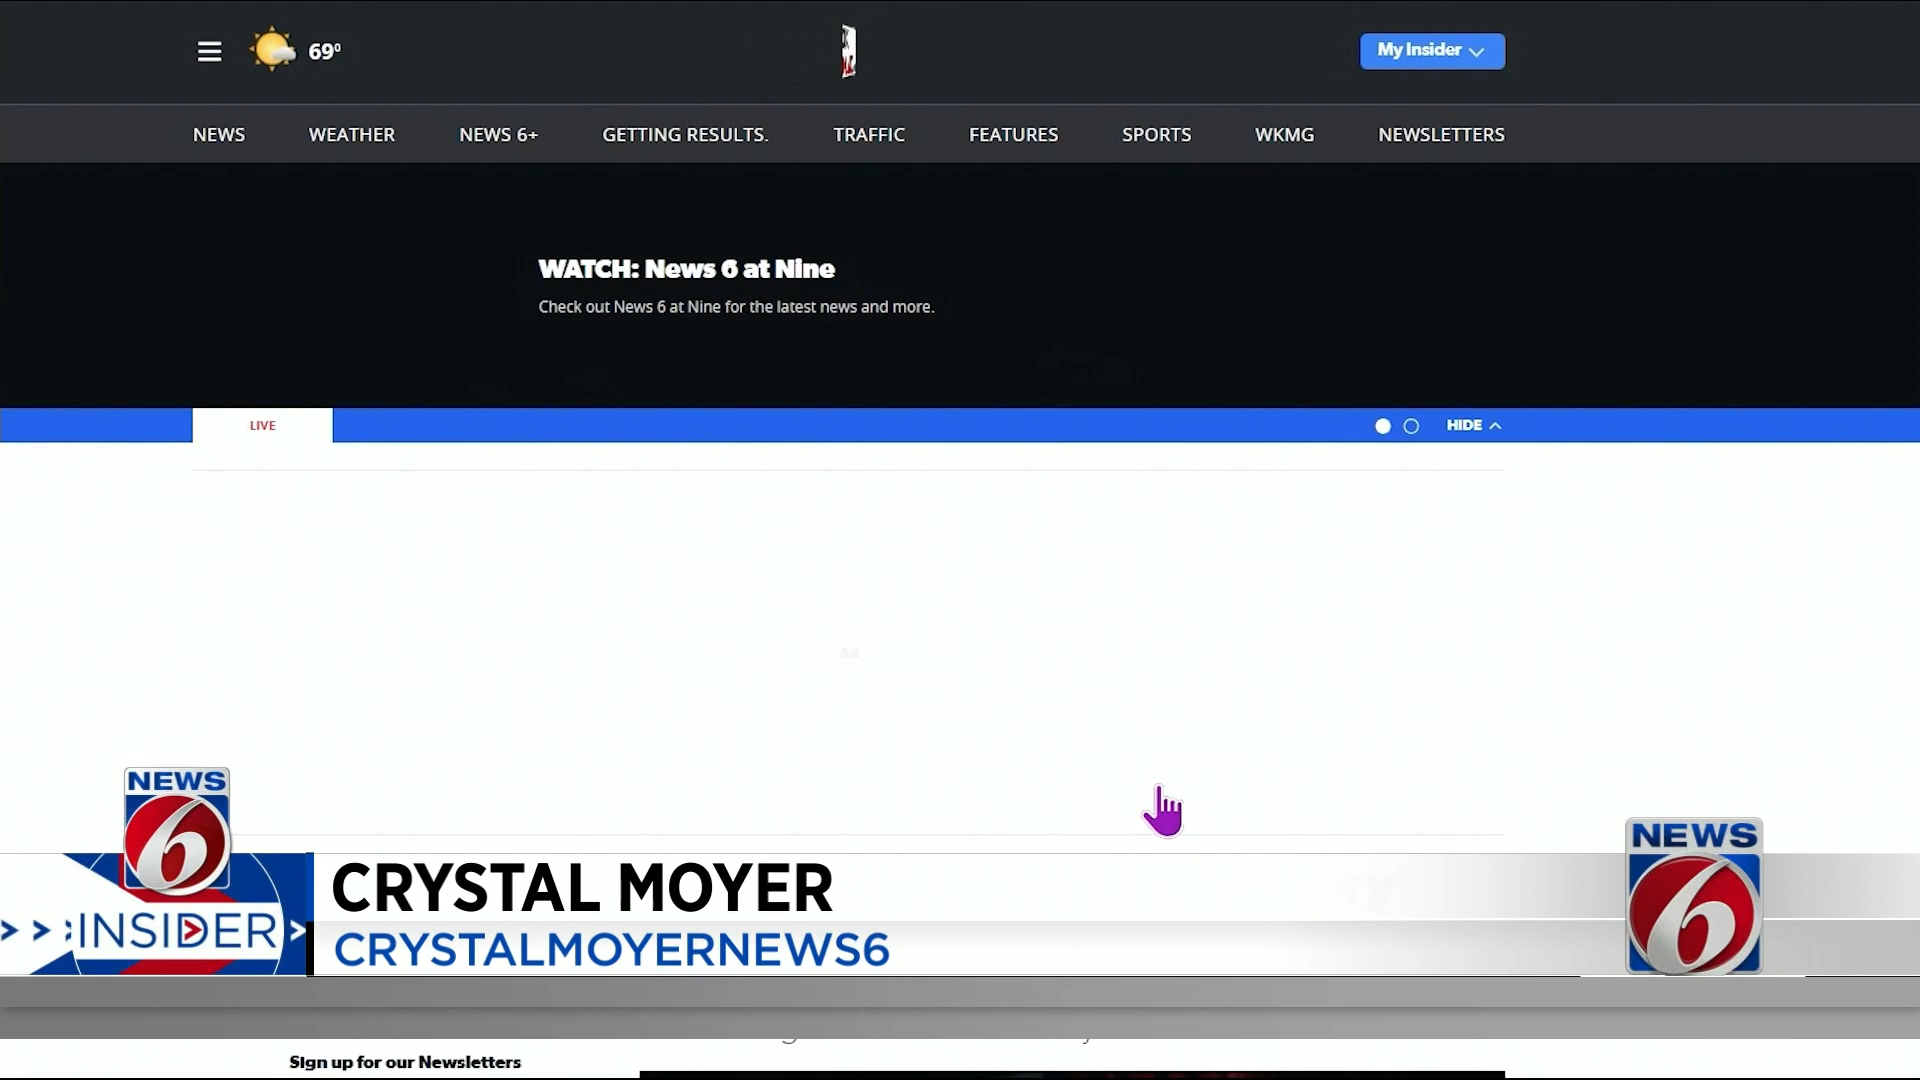 69°
My Insider
NEWS WEATHER NEWS 6+ GETTING RESULTS. TRAFFIC FEATURES SPORTS WKMG NEWSLETTERS
WATCH: News 6 at Nine
Check out News 6 at Nine for the latest news and more.
LIVE
HIDE
Ad
NEWS
6
INSIDER
CRYSTAL MOYER
CRYSTALMOYERNEWS6
NEWS
6
Sign up for our Newsletters